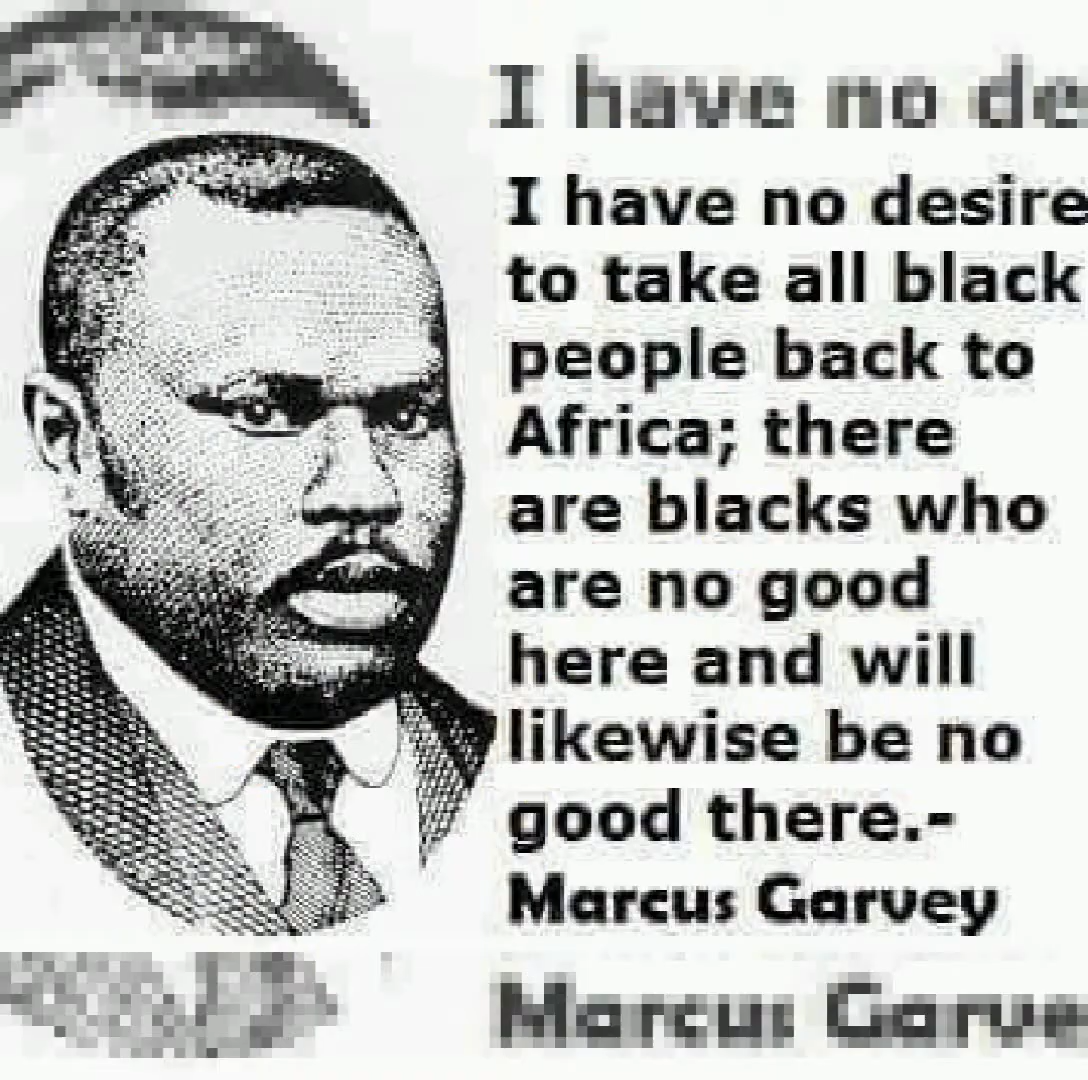 I have no de
I have no desire
to take all black
people back to
Africa; there
are blacks who
are no good
here and will
likewise be no
good there.-
Marcus Garvey
Marcus Garve